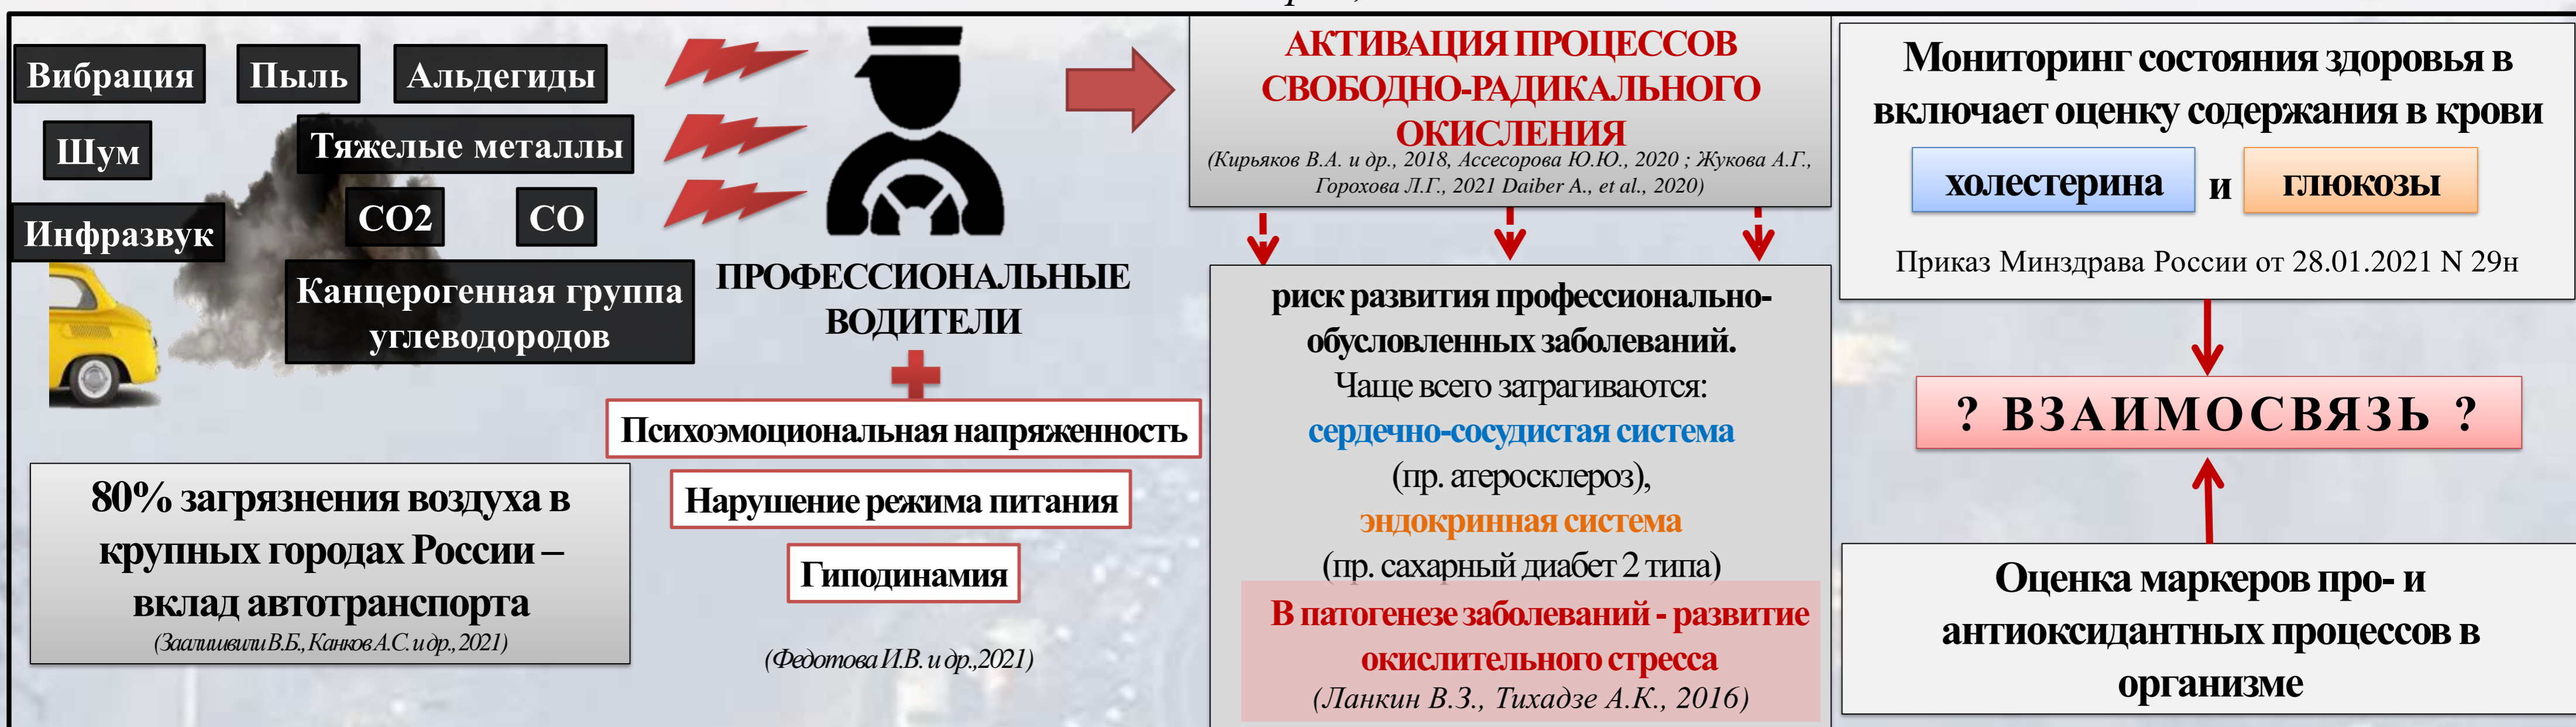 Вибрация
Пыль
Альдегиды
Шум
Тяжелые металлы
СО2
СО
Инфразвук
Канцерогенная группа
углеводородов
80% загрязнения воздуха в
крупных городах России –
вклад автотранспорта
(Заалишвили В.Б., Канков А.С. и др., 2021)
ПРОФЕССИОНАЛЬНЫЕ
ВОДИТЕЛИ
Психоэмоциональная напряженность
Нарушение режима питания
Гиподинамия
(Федотова И.В. и др.,2021)
АКТИВАЦИЯ ПРОЦЕССОВ
СВОБОДНО-РАДИКАЛЬНОГО
ОКИСЛЕНИЯ
(Кирьяков В.А. и др., 2018, Ассесорова Ю.Ю., 2020 ; Жукова А.Г.,
Горохова Л.Г., 2021 Daiber A., et al., 2020)
риск развития профессионально-
обусловленных заболеваний.
Чаще всего затрагиваются:
сердечно-сосудистая система
(пр. атеросклероз),
эндокринная система
(пр. сахарный диабет 2 типа)
В патогенезе заболеваний - развитие
окислительного стресса
(Ланкин В.З., Тихадзе А.К., 2016)
Мониторинг состояния здоровья в
включает оценку содержания в крови
холестерина и глюкозы
Приказ Минздрава России от 28.01.2021 N 29н
? ВЗАИМОСВЯЗЬ ?
Оценка маркеров про- и
антиоксидантных процессов в
организме